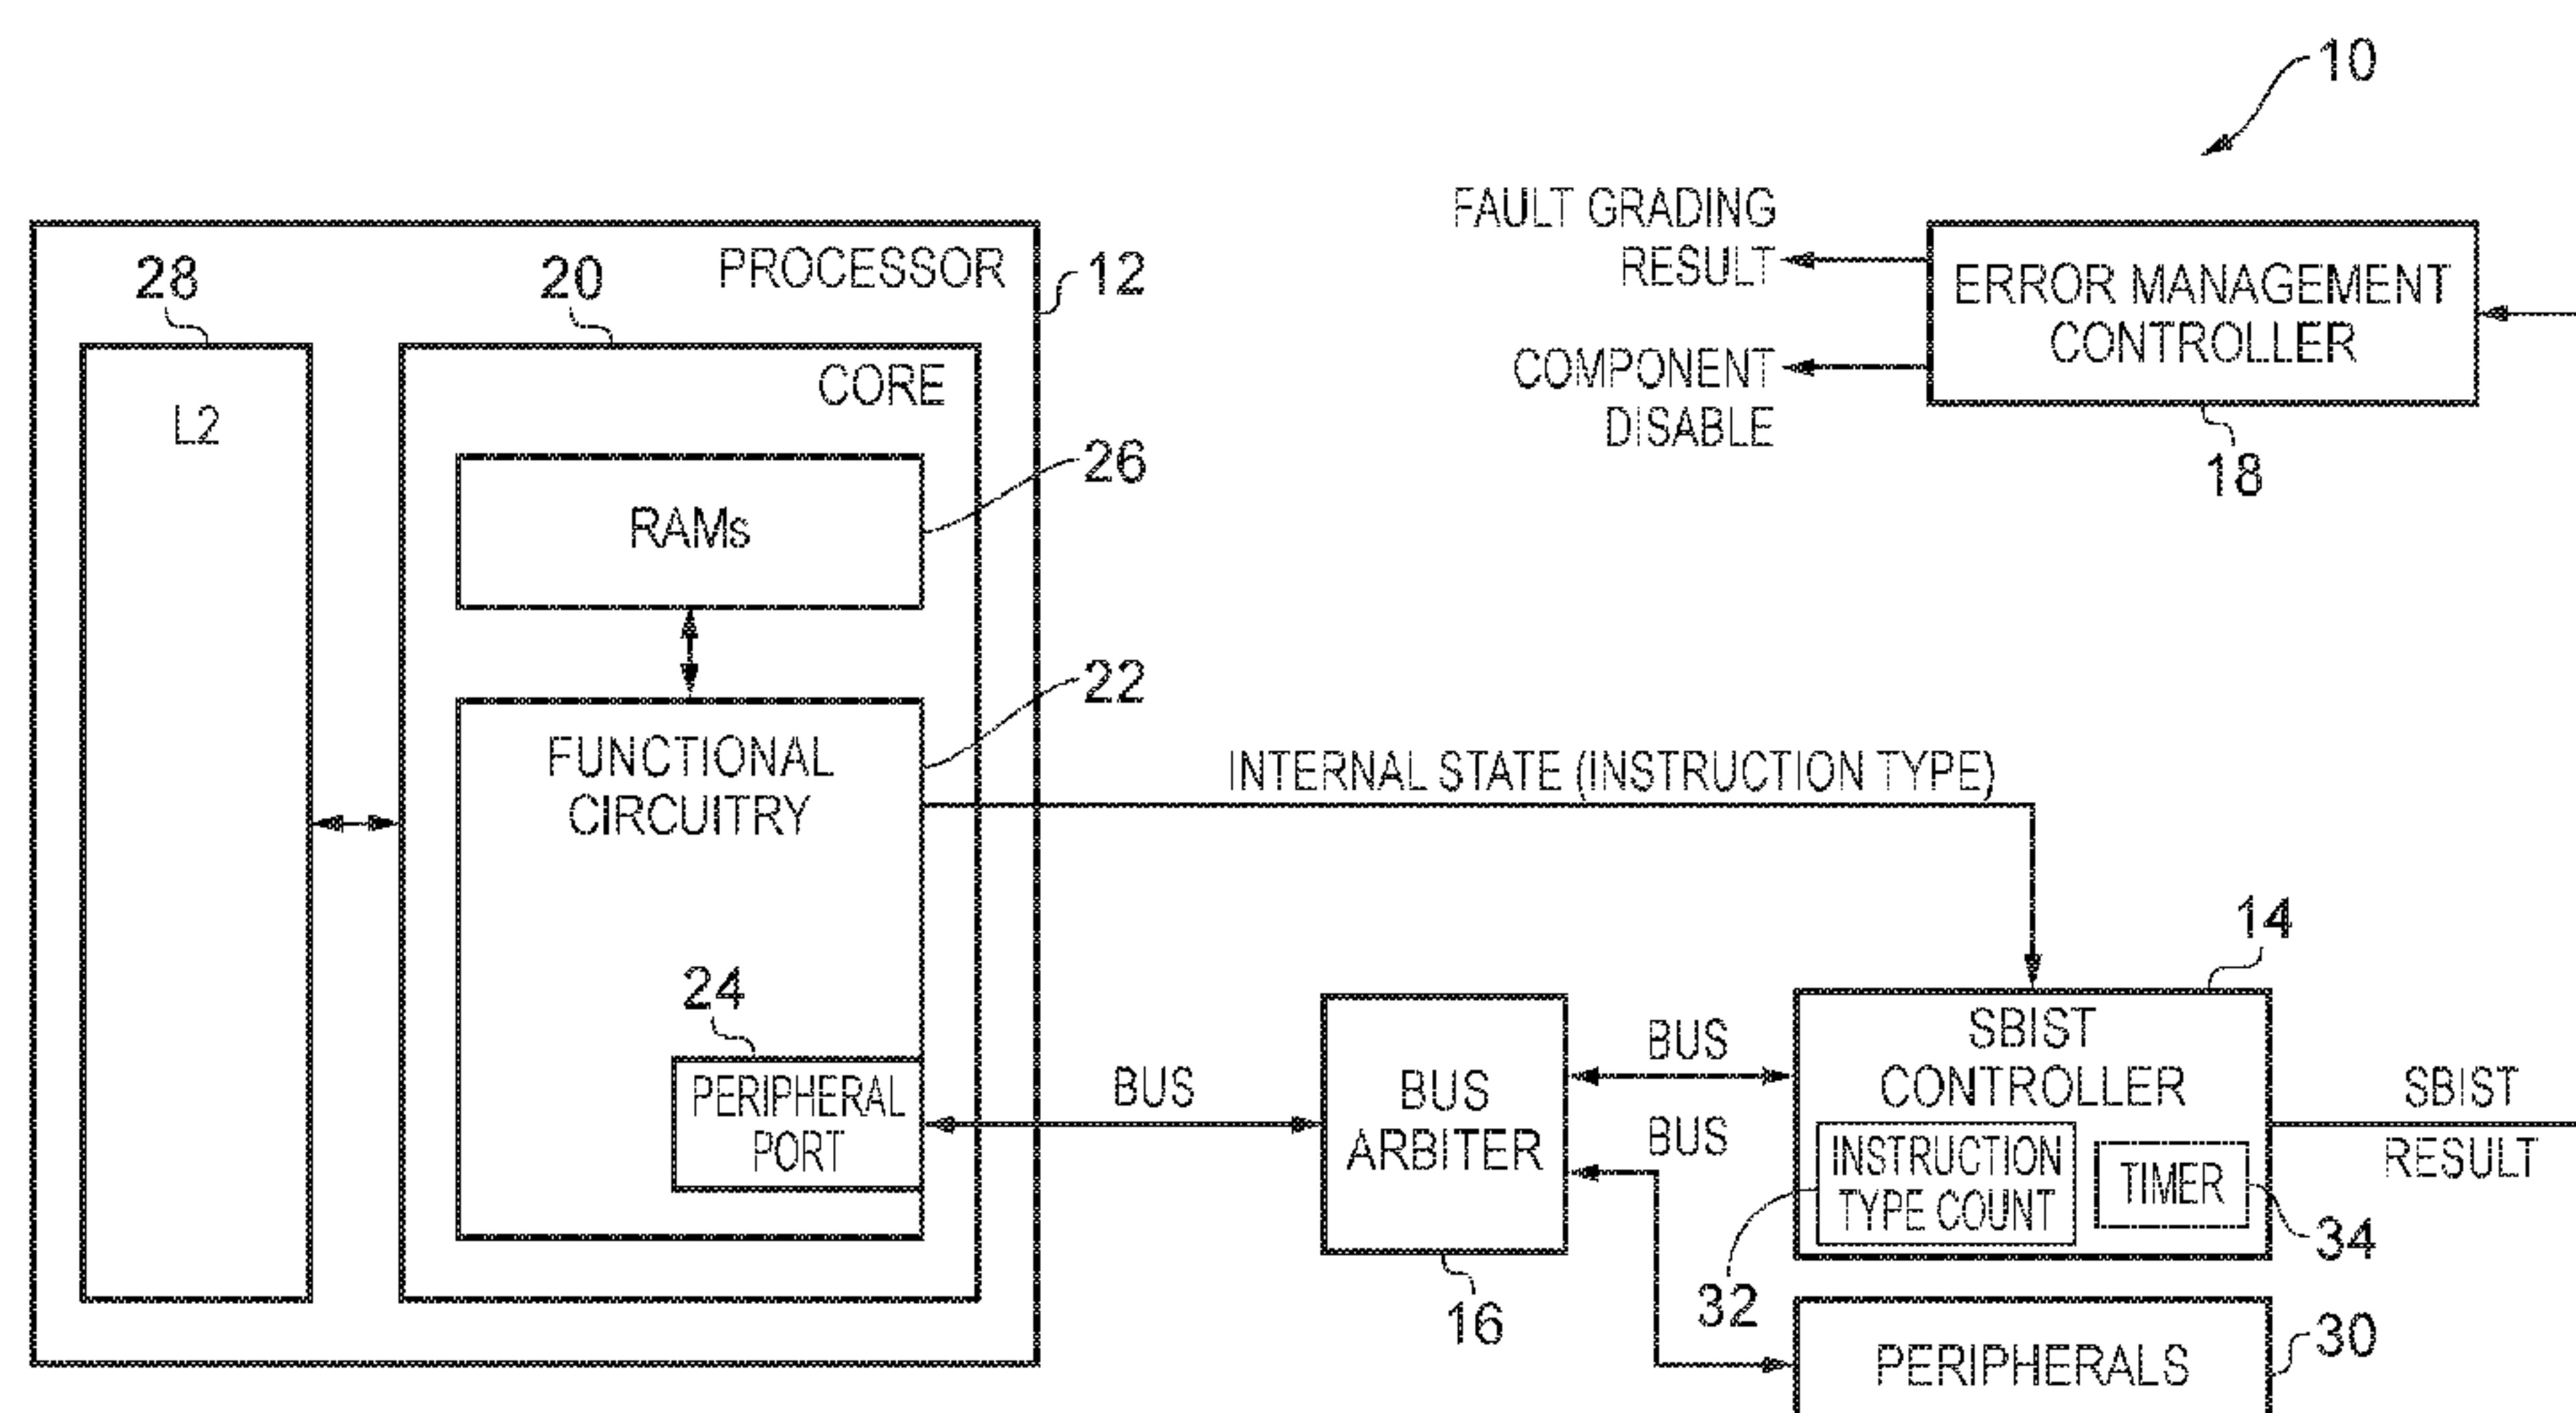 10
FAULT GRADING
RESULT
COMPONENT
DISABLE
ERROR MANAGEMENT
CONTROLLER
18
PROCESSOR
12
28
L2
20
CORE
RAMs
26
FUNCTIONAL
CIRCUITRY
22
24
PERIPHERAL
PORT
INTERNAL STATE (INSTRUCTION TYPE)
BUS
BUS
ARBITER
16
BUS
BUS
14
SBIST
CONTROLLER
INSTRUCTION
TYPE COUNT
32
TIMER
34
SBIST
RESULT
PERIPHERALS
30